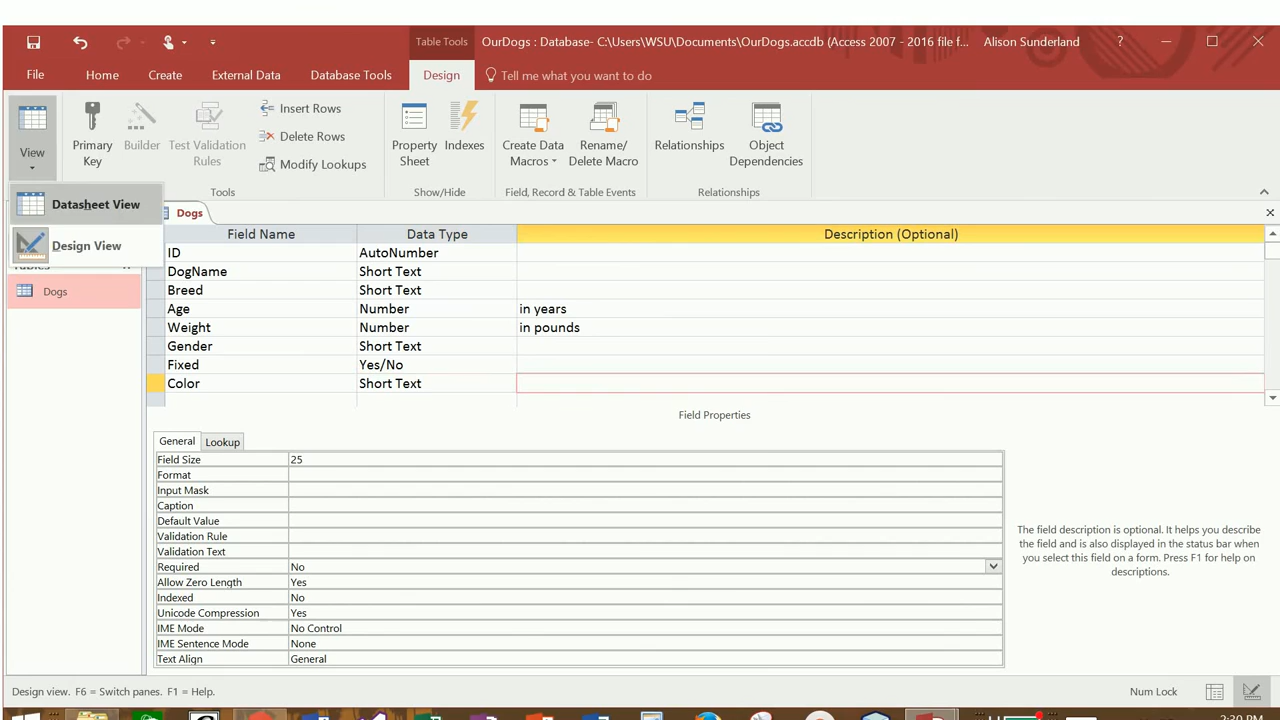 Table Tools
OurDogs : Database- C:\Users\WSU\Documents\OurDogs.accdb (Access 2007 - 2016 file f...
Alison Sunderland
?
File
Home
Create
External Data
Database Tools
Design
Tell me what you want to do
View
Primary
Key
Builder
Test Validation
Rules
Insert Rows
Delete Rows
Modify Lookups
Tools
Property
Sheet
Indexes
Show/Hide
Create Data
Macros
Rename/
Delete Macro
Field, Record & Table Events
Relationships
Object
Dependencies
Relationships
Datasheet View
Design View
Dogs
Dogs
Field Name Data Type Description (Optional)
ID AutoNumber
DogName Short Text
Breed Short Text
Age Number in years
Weight Number in pounds
Gender Short Text
Fixed Yes/No
Color Short Text
Field Properties
General Lookup
Field Size 25
Format
Input Mask
Caption
Default Value
Validation Rule
Validation Text
Required No
Allow Zero Length Yes
Indexed No
Unicode Compression Yes
IME Mode No Control
IME Sentence Mode None
Text Align General
The field description is optional. It helps you describe
the field and is also displayed in the status bar when
you select this field on a form. Press F1 for help on
descriptions.
Design view. F6 = Switch panes. F1 = Help.
Num Lock
2:30 PM